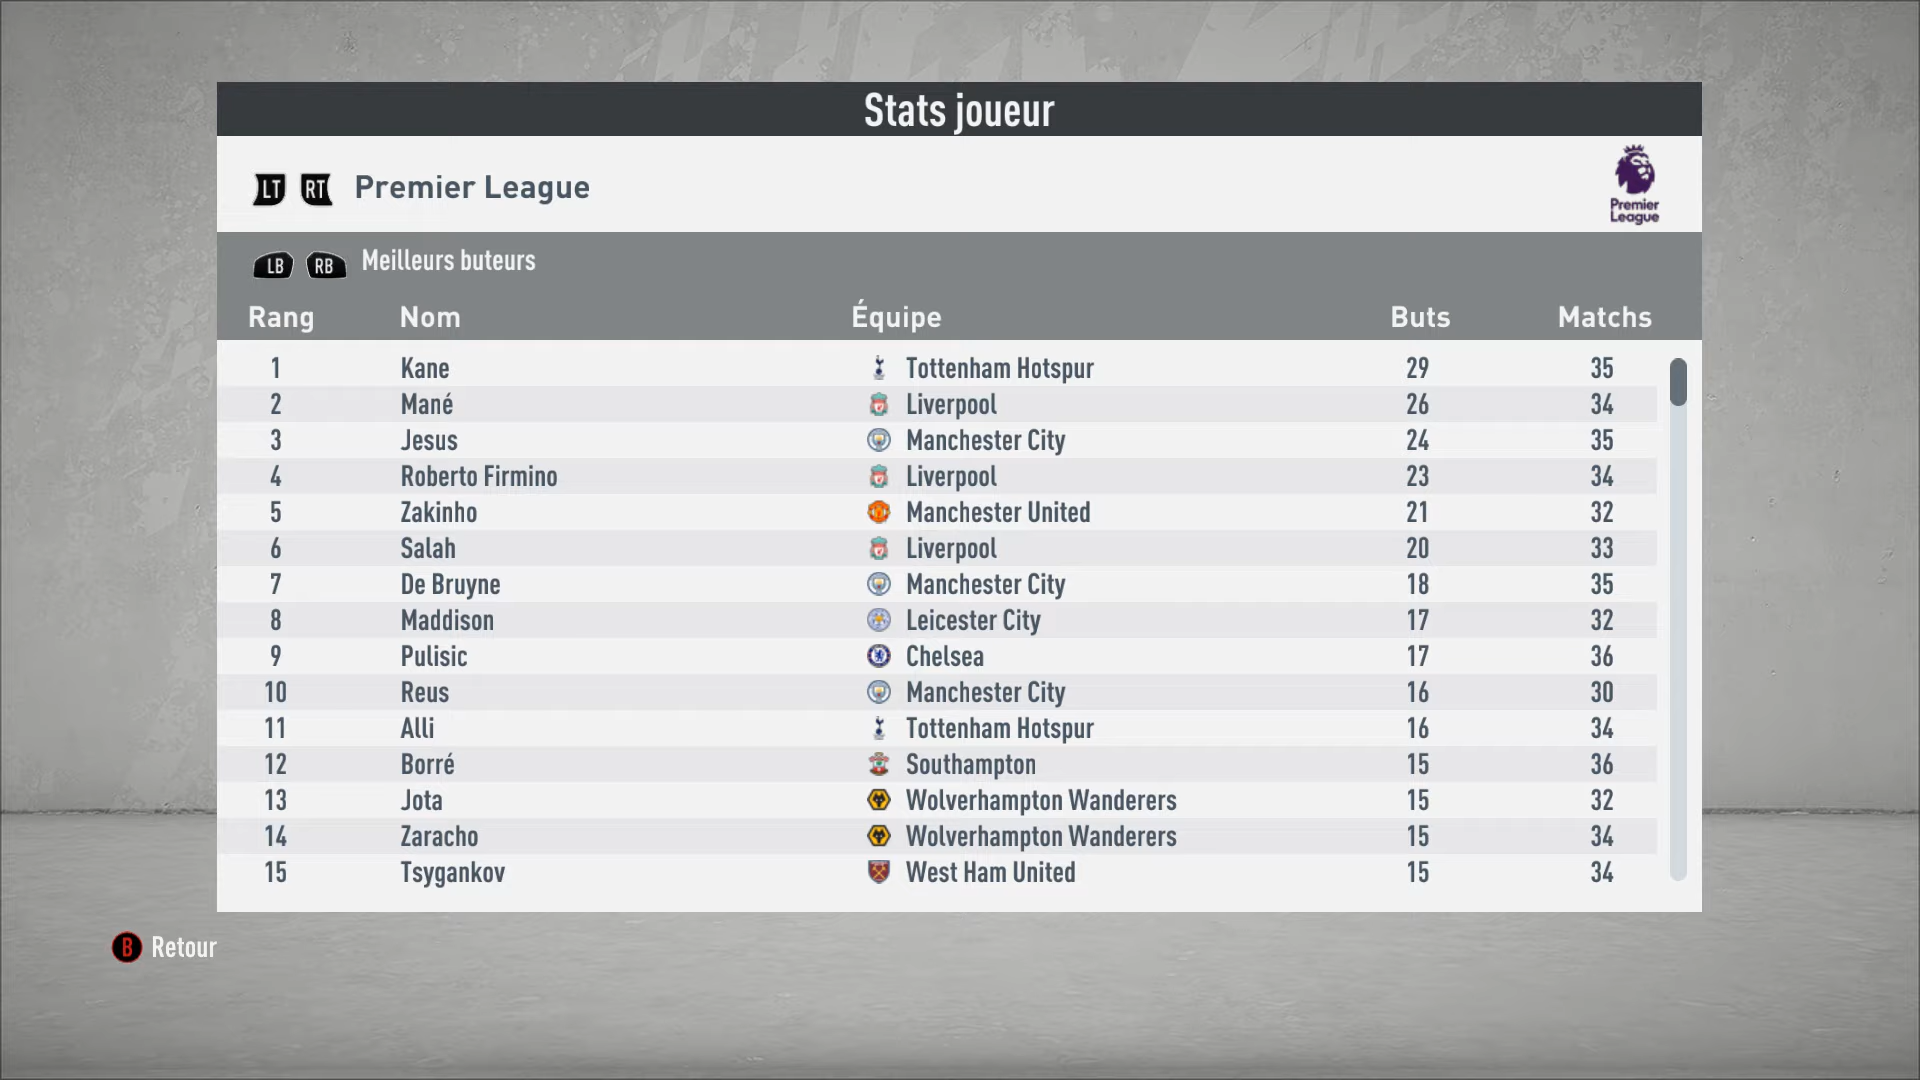 Stats joueur
LT RT Premier League
Premier
League
LB RB Meilleurs buteurs
Rang Nom Équipe Buts Matchs
1 Kane Tottenham Hotspur 29 35
2 Mané Liverpool 26 34
3 Jesus Manchester City 24 35
4 Roberto Firmino Liverpool 23 34
5 Zakinho Manchester United 21 32
6 Salah Liverpool 20 33
7 De Bruyne Manchester City 18 35
8 Maddison Leicester City 17 32
9 Pulisic Chelsea 17 36
10 Reus Manchester City 16 30
11 Alli Tottenham Hotspur 16 34
12 Borré Southampton 15 36
13 Jota Wolverhampton Wanderers 15 32
14 Zaracho Wolverhampton Wanderers 15 34
15 Tsygankov West Ham United 15 34
B Retour